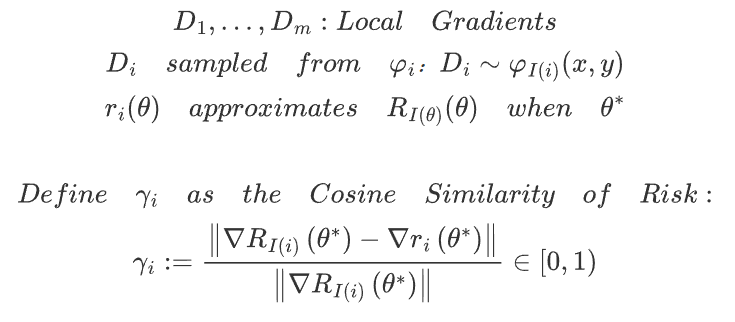 D_1, …, D_m : Local Gradients
D_i sampled from φ_i: D_i ∼ φ_{I(i)}(x, y)
r_i(θ) approximates R_{I(θ)}(θ) when θ*
Define γ_i as the Cosine Similarity of Risk :
γ_i := ‖∇R_{I(i)} (θ*) − ∇r_i (θ*)‖ / ‖∇R_{I(i)} (θ*)‖ ∈ [0, 1)